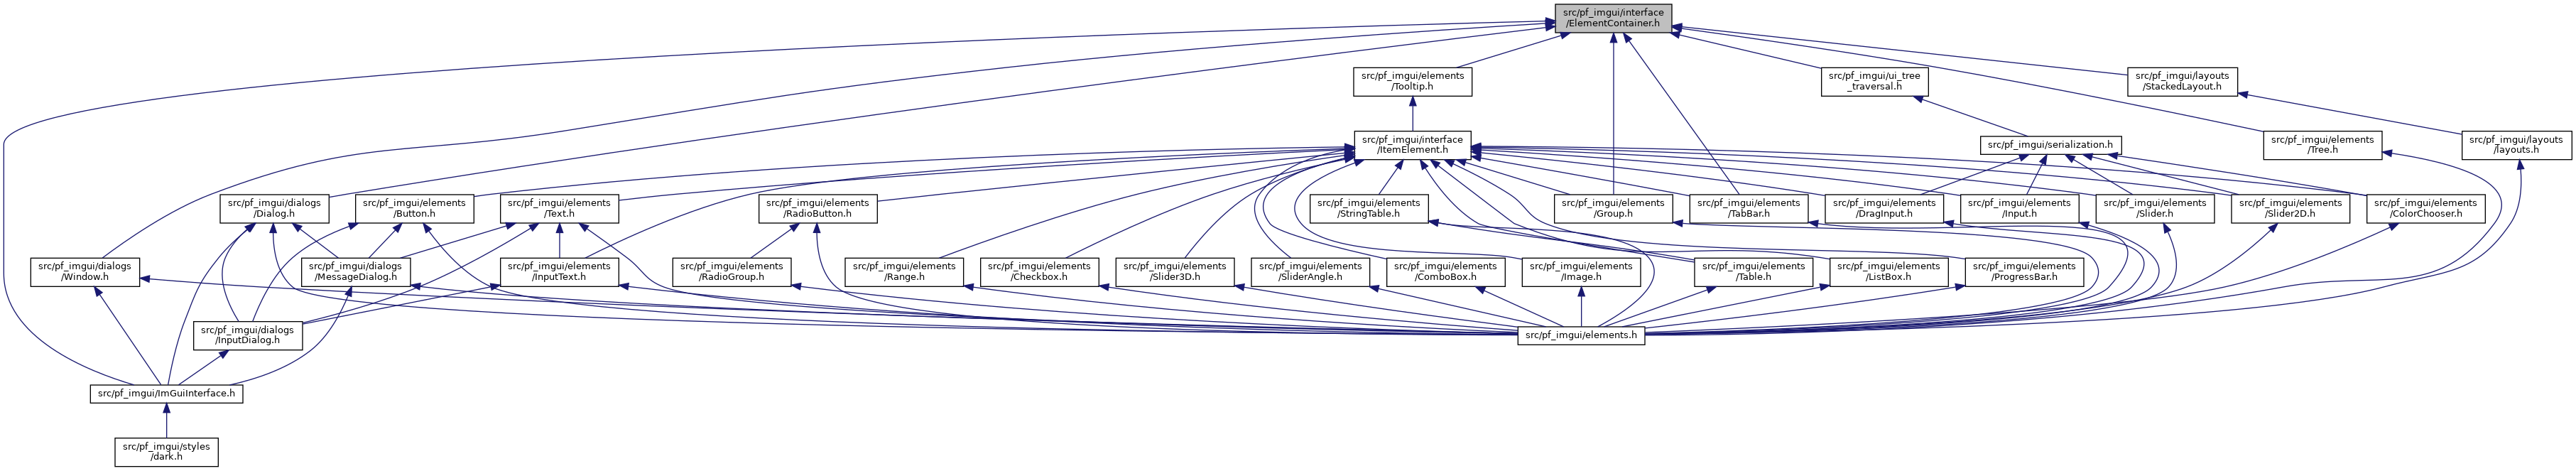 src/pf_imgui/interface
/ElementContainer.h
src/pf_imgui/elements
/Tooltip.h
src/pf_imgui/ui_tree
_traversal.h
src/pf_imgui/layouts
/StackedLayout.h
src/pf_imgui/interface
/ItemElement.h
src/pf_imgui/serialization.h
src/pf_imgui/elements
/Tree.h
src/pf_imgui/layouts
/layouts.h
src/pf_imgui/dialogs
/Dialog.h
src/pf_imgui/elements
/Button.h
src/pf_imgui/elements
/Text.h
src/pf_imgui/elements
/RadioButton.h
src/pf_imgui/elements
/StringTable.h
src/pf_imgui/elements
/Group.h
src/pf_imgui/elements
/TabBar.h
src/pf_imgui/elements
/DragInput.h
src/pf_imgui/elements
/Input.h
src/pf_imgui/elements
/Slider.h
src/pf_imgui/elements
/Slider2D.h
src/pf_imgui/elements
/ColorChooser.h
src/pf_imgui/dialogs
/Window.h
src/pf_imgui/dialogs
/MessageDialog.h
src/pf_imgui/elements
/InputText.h
src/pf_imgui/elements
/RadioGroup.h
src/pf_imgui/elements
/Range.h
src/pf_imgui/elements
/Checkbox.h
src/pf_imgui/elements
/Slider3D.h
src/pf_imgui/elements
/SliderAngle.h
src/pf_imgui/elements
/ComboBox.h
src/pf_imgui/elements
/Image.h
src/pf_imgui/elements
/Table.h
src/pf_imgui/elements
/ListBox.h
src/pf_imgui/elements
/ProgressBar.h
src/pf_imgui/dialogs
/InputDialog.h
src/pf_imgui/elements.h
src/pf_imgui/ImGuiInterface.h
src/pf_imgui/styles
/dark.h